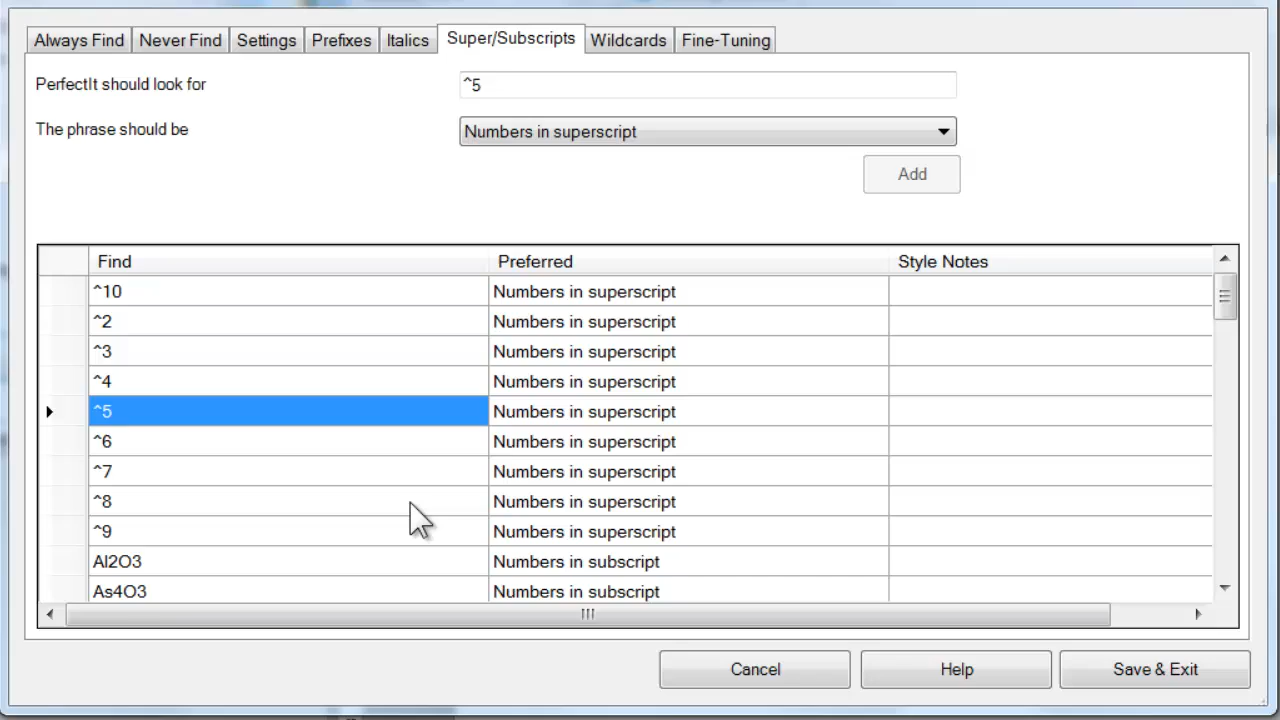 Always Find Never Find Settings Prefixes Italics Super/Subscripts Wildcards Fine-Tuning
PerfectIt should look for ^5
The phrase should be Numbers in superscript
Add
Find Preferred Style Notes
^10 Numbers in superscript
^2 Numbers in superscript
^3 Numbers in superscript
^4 Numbers in superscript
^5 Numbers in superscript
^6 Numbers in superscript
^7 Numbers in superscript
^8 Numbers in superscript
^9 Numbers in superscript
Al2O3 Numbers in subscript
As4O3 Numbers in subscript
Cancel Help Save & Exit